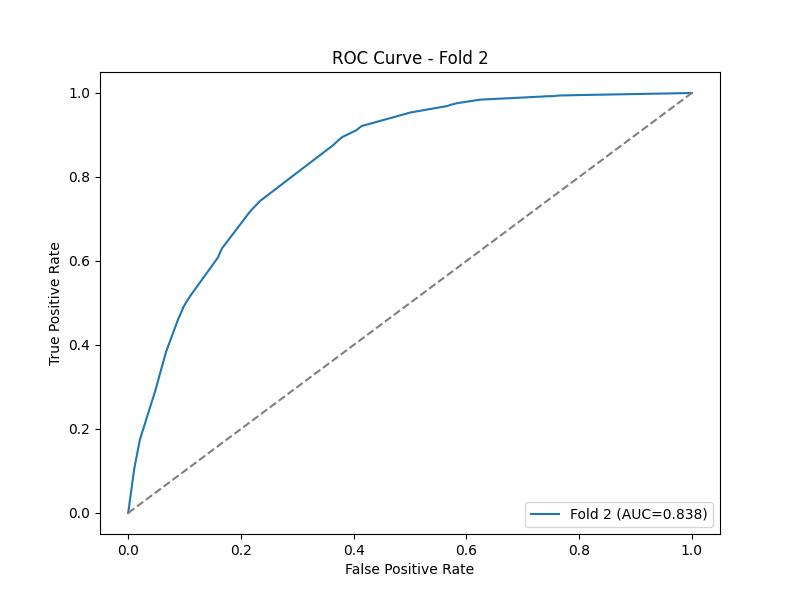 ROC Curve - Fold 2
True Positive Rate
1.0
0.8
0.6
0.4
0.2
0.0
Fold 2 (AUC=0.838)
0.0 0.2 0.4 0.6 0.8 1.0
False Positive Rate